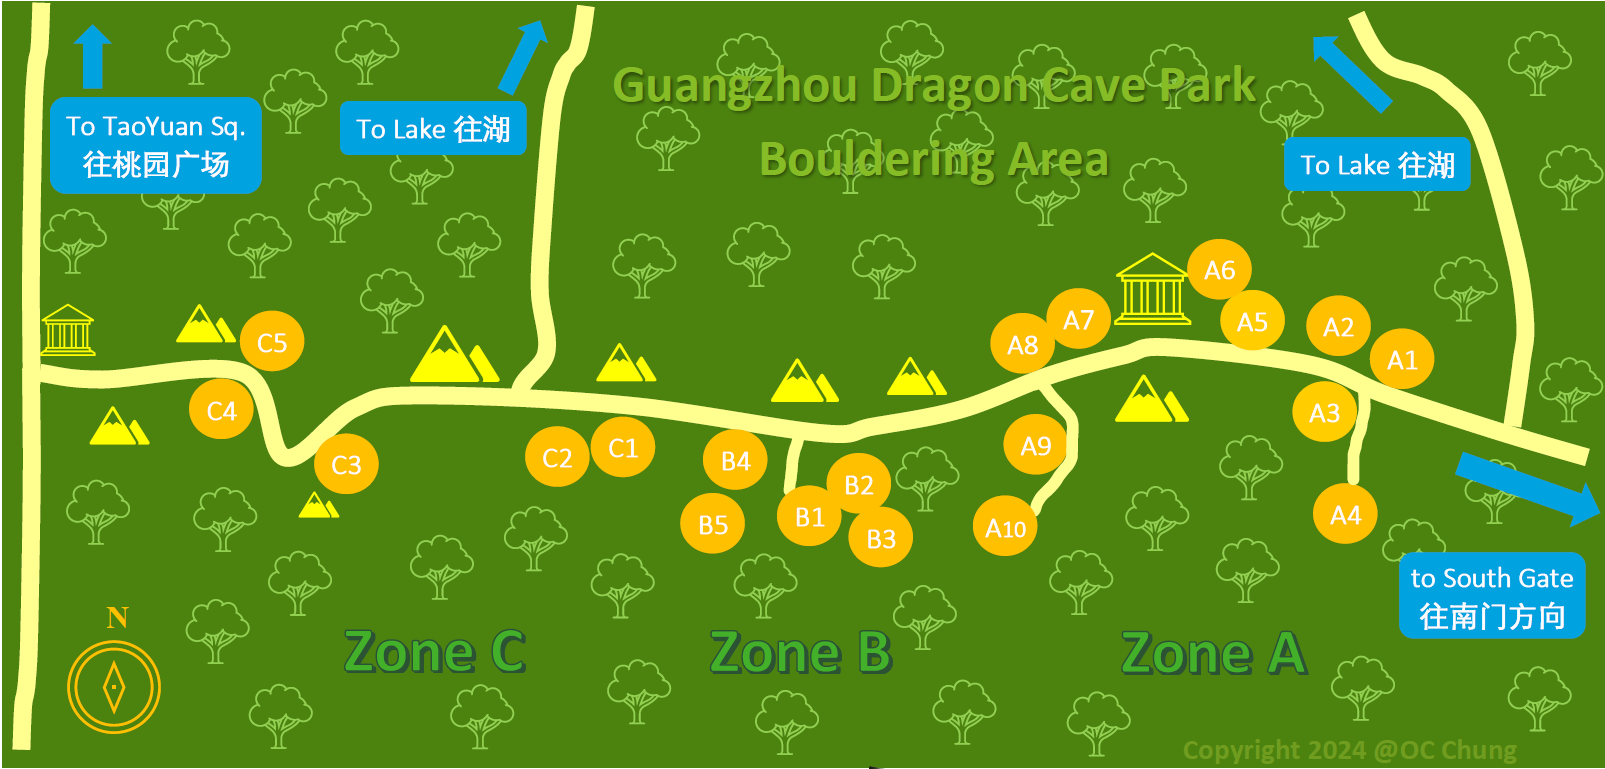 Guangzhou Dragon Cave Park
Bouldering Area
To TaoYuan Sq.
往桃园广场
To Lake 往湖
To Lake 往湖
A6
A7
A5
A2
A8
A1
C5
C4
A3
C3
C2
C1
B4
A9
B2
B5
B1
B3
A10
A4
to South Gate
往南门方向
N
Zone C
Zone B
Zone A
Copyright 2024 @OC Chung